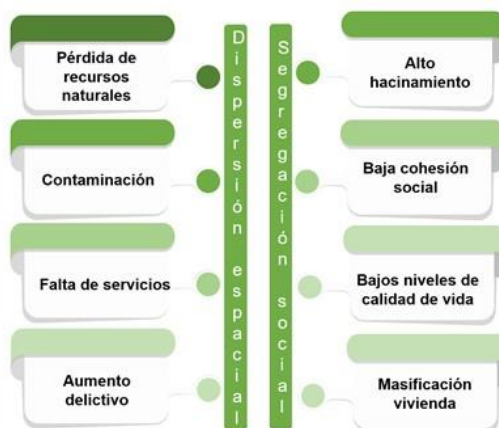 Pérdida de
recursos
naturales
Contaminación
Falta de servicios
Aumento
delictivo
Dispersión espacial
Segregación social
Alto
hacinamiento
Baja cohesión
social
Bajos niveles de
calidad de vida
Masificación
vivienda